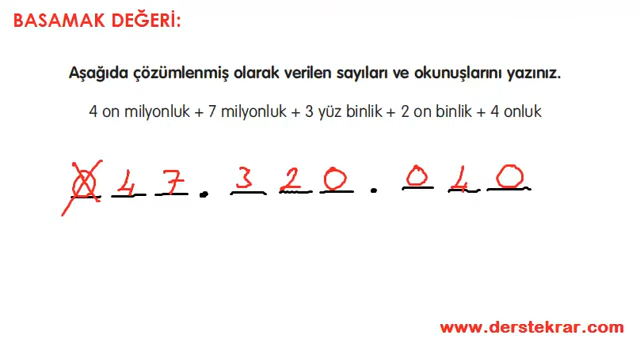 BASAMAK DEĞERİ:
Aşağıda çözümlenmiş olarak verilen sayıları ve okunuşlarını yazınız.
4 on milyonluk + 7 milyonluk + 3 yüz binlik + 2 on binlik + 4 onluk
0 4 7 . 3 2 0 . 0 4 0
www.derstekrar.com